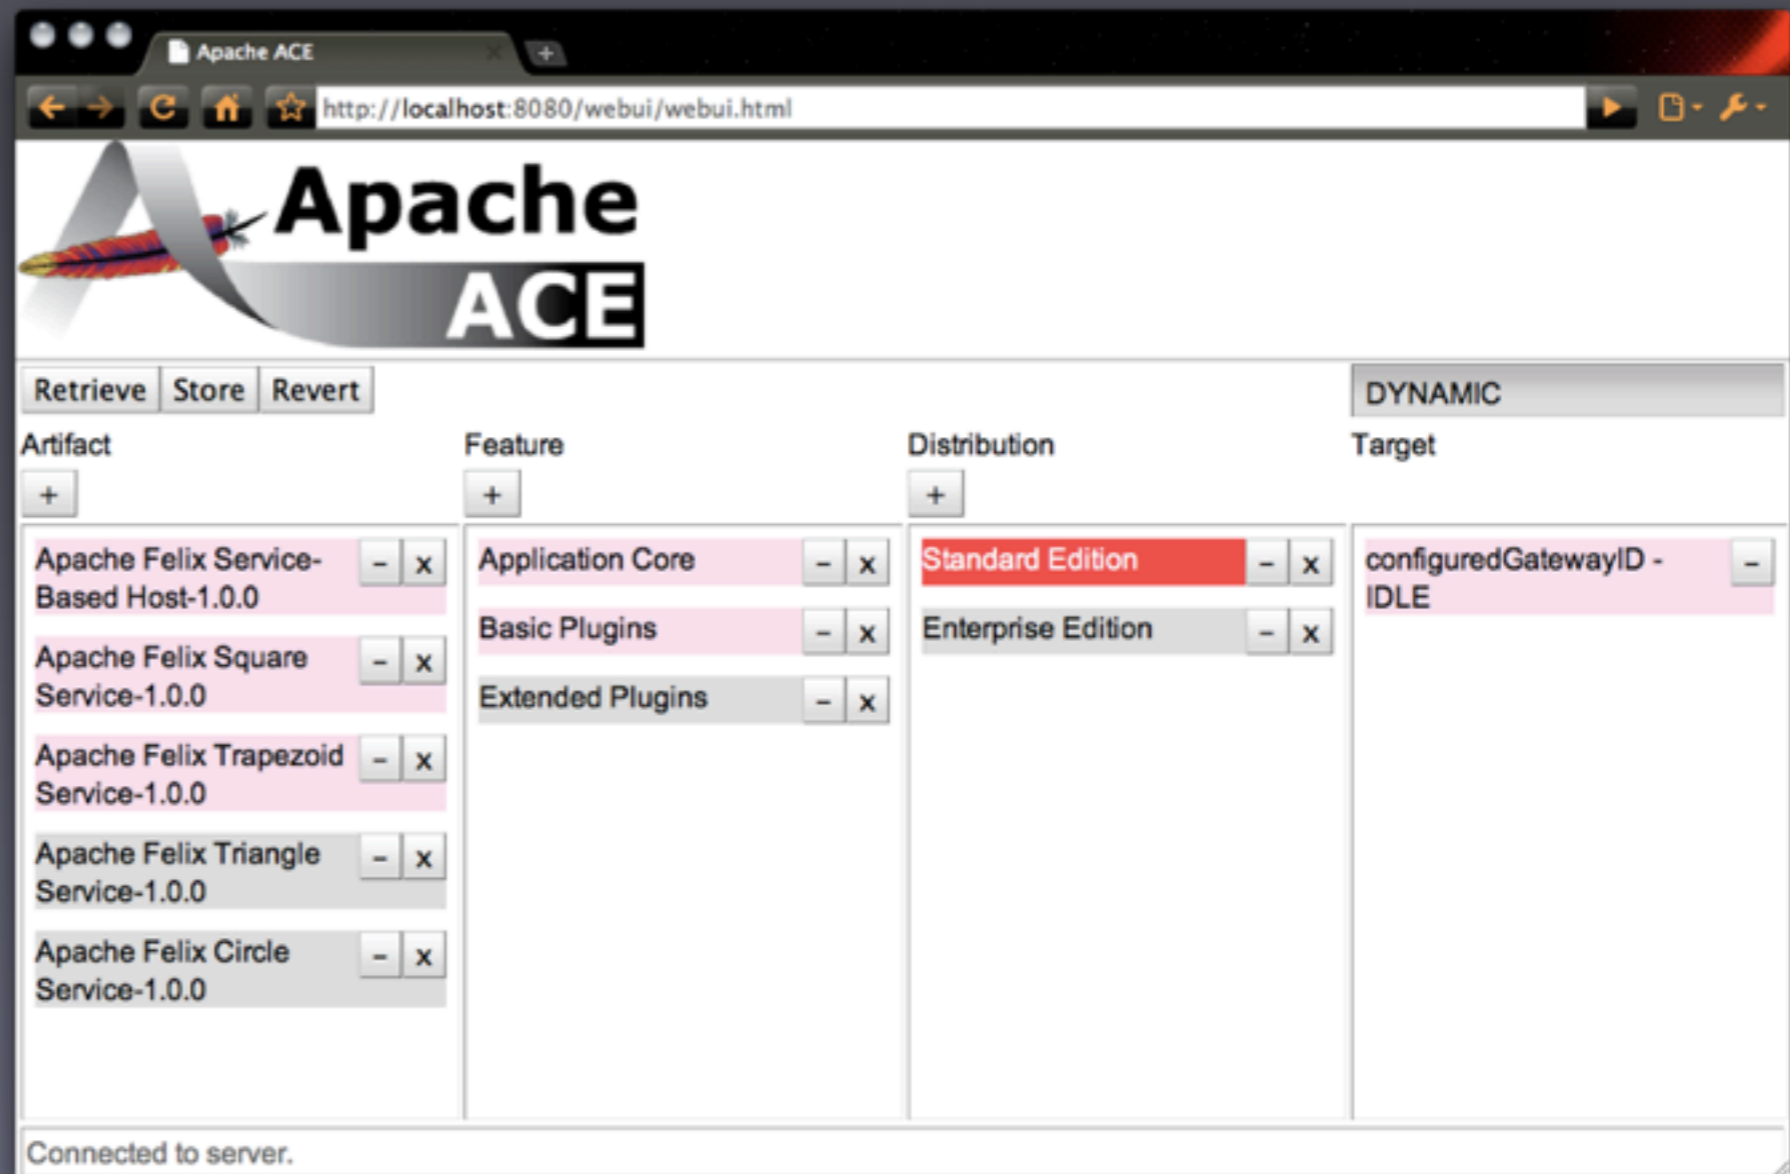 Apache ACE
http://localhost:8080/webui/webui.html
Apache
ACE
Retrieve Store Revert
DYNAMIC
Artifact Feature Distribution Target
+ + +
Apache Felix Service-
Based Host-1.0.0
- x
Apache Felix Square
Service-1.0.0
- x
Apache Felix Trapezoid
Service-1.0.0
- x
Apache Felix Triangle
Service-1.0.0
- x
Apache Felix Circle
Service-1.0.0
- x
Application Core - x
Basic Plugins - x
Extended Plugins - x
Standard Edition - x
Enterprise Edition - x
configuredGatewayID -
IDLE
-
Connected to server.